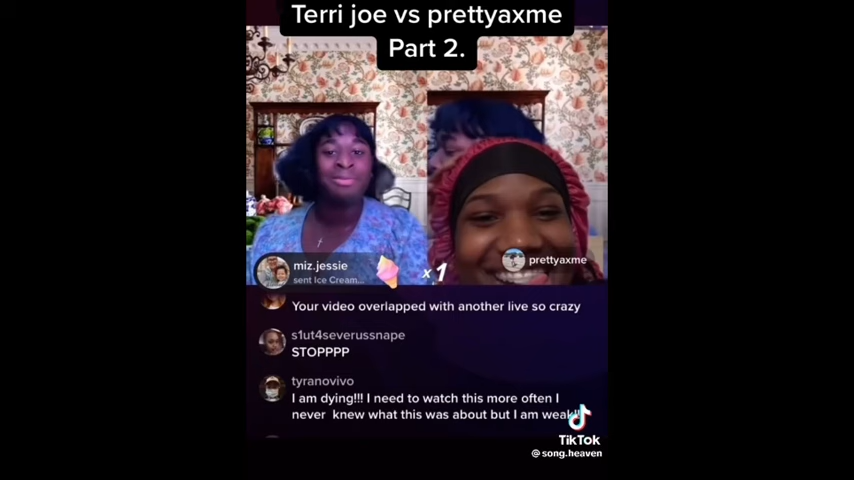 Terri joe vs prettyaxme
Part 2.
miz.jessie
sent Ice Cream...
x1
prettyaxme
Your video overlapped with another live so crazy
s1ut4severussnape
STOPPPP
tyranovivo
I am dying!!! I need to watch this more often I
never knew what this was about but I am weak!!
TikTok
@song.heaven